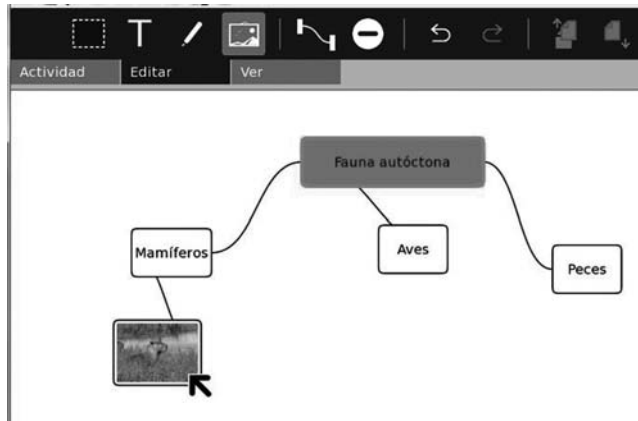 Actividad Editar Ver
Fauna autóctona
Mamíferos
Aves
Peces